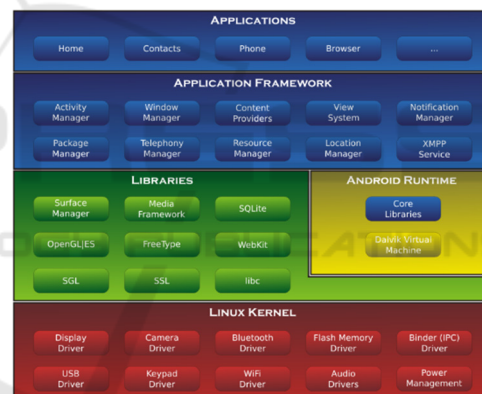 APPLICATIONS
Home Contacts Phone Browser ...
APPLICATION FRAMEWORK
Activity Manager Window Manager Content Providers View System Notification Manager
Package Manager Telephony Manager Resource Manager Location Manager XMPP Service
LIBRARIES
Surface Manager Media Framework SQLite
OpenGL|ES FreeType WebKit
SGL SSL libc
ANDROID RUNTIME
Core Libraries
Dalvik Virtual Machine
LINUX KERNEL
Display Driver Camera Driver Bluetooth Driver Flash Memory Driver Binder (IPC) Driver
USB Driver Keypad Driver WiFi Driver Audio Drivers Power Management